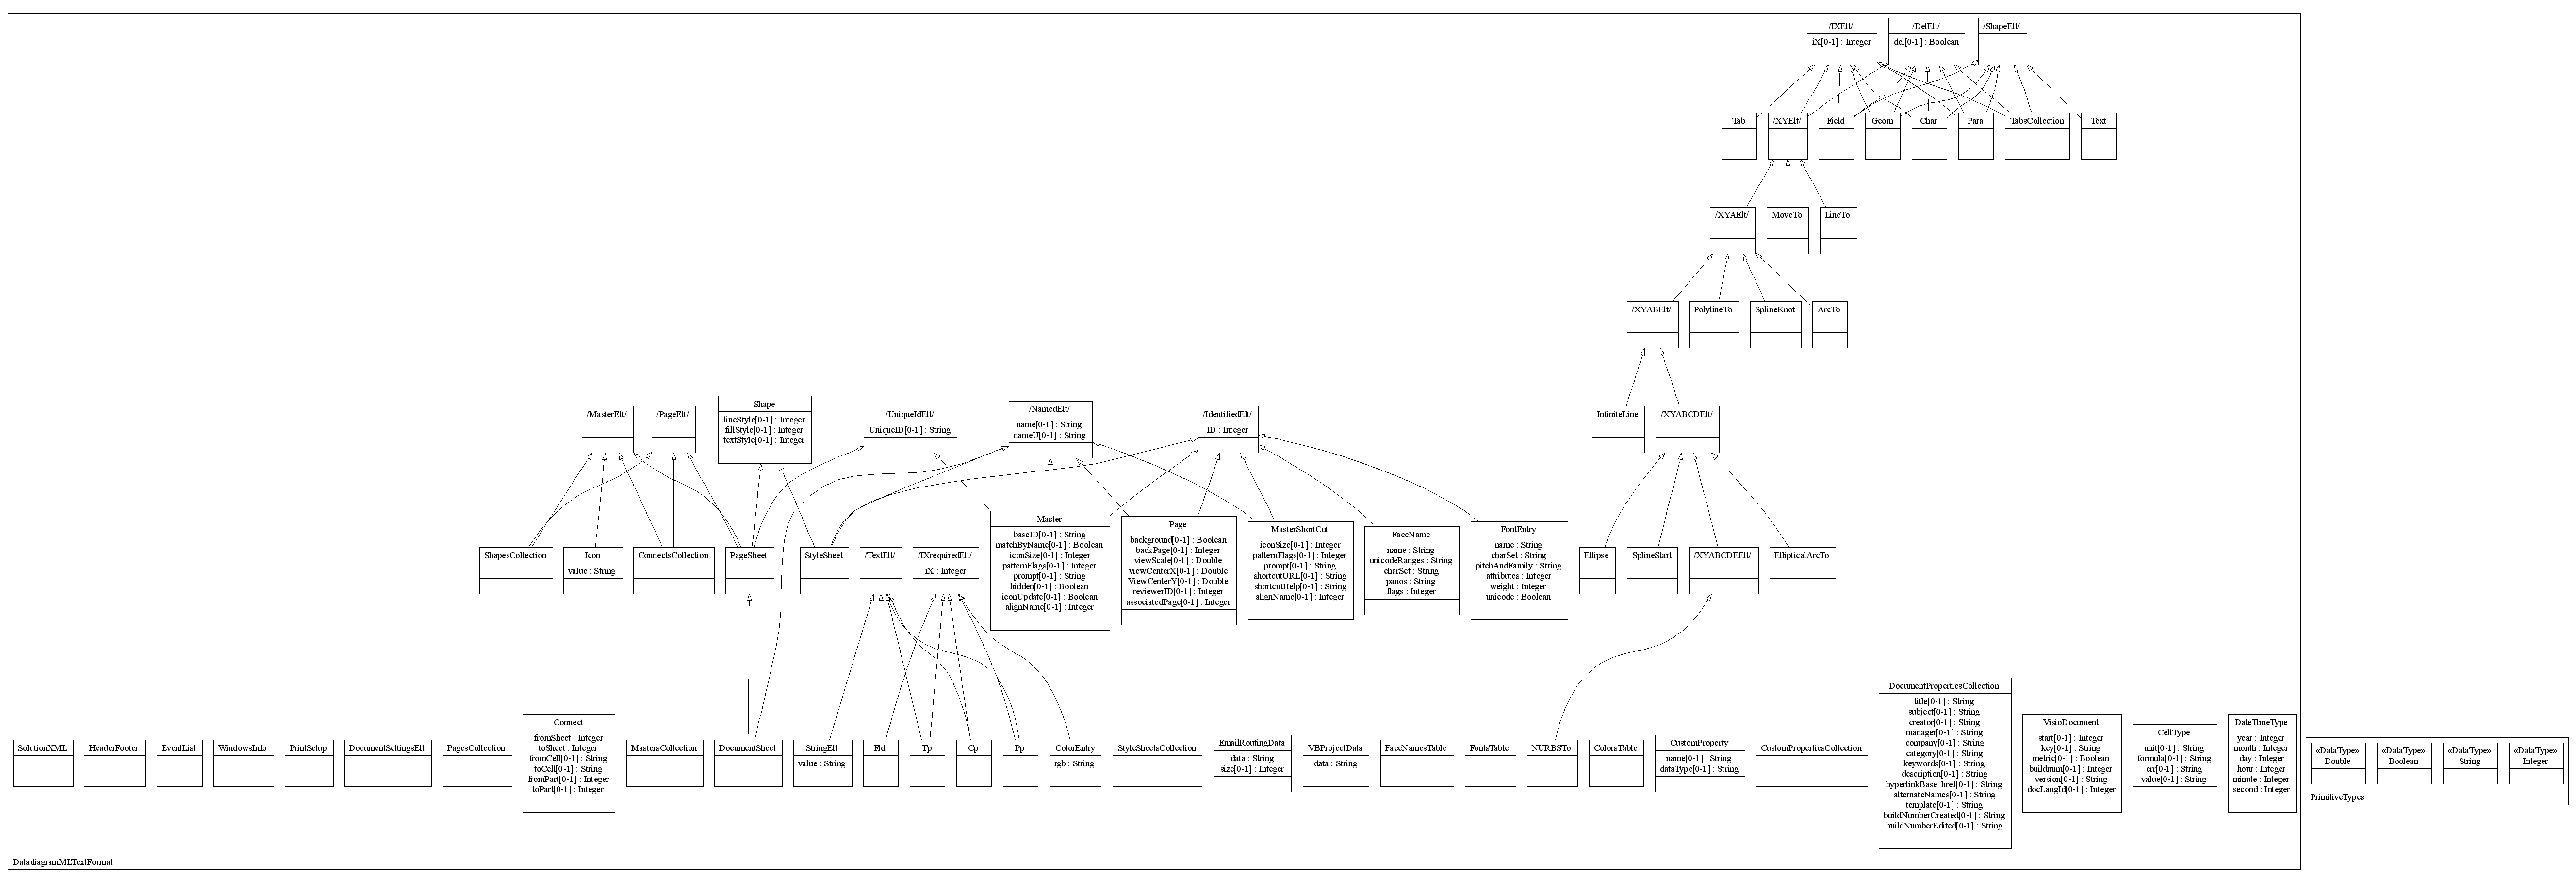 /IXElt/
iX[0-1] : Integer
/DelElt/
del[0-1] : Boolean
/ShapeElt/
Tab
/XYElt/
Field
Geom
Char
Para
TabsCollection
Text
/XYAElt/
MoveTo
LineTo
/XYABElt/
PolylineTo
SplineKnot
ArcTo
/MasterElt/
/PageElt/
Shape
lineStyle[0-1] : Integer
fillStyle[0-1] : Integer
textStyle[0-1] : Integer
/UniqueIdElt/
UniqueID[0-1] : String
/NamedElt/
name[0-1] : String
nameU[0-1] : String
/IdentifiedElt/
ID : Integer
InfiniteLine
/XYABCDElt/
ShapesCollection
Icon
value : String
ConnectsCollection
PageSheet
StyleSheet
/TextElt/
/IXrequiredElt/
iX : Integer
Master
baseID[0-1] : String
matchByName[0-1] : Boolean
iconSize[0-1] : Integer
patternFlags[0-1] : Integer
prompt[0-1] : String
hidden[0-1] : Boolean
iconUpdate[0-1] : Boolean
alignName[0-1] : Integer
Page
background[0-1] : Boolean
backPage[0-1] : Integer
viewScale[0-1] : Double
viewCenterX[0-1] : Double
ViewCenterY[0-1] : Double
reviewerID[0-1] : Integer
associatedPage[0-1] : Integer
MasterShortCut
iconSize[0-1] : Integer
patternFlags[0-1] : Integer
prompt[0-1] : String
shortcutURL[0-1] : String
shortcutHelp[0-1] : String
alignName[0-1] : Integer
FaceName
name : String
unicodeRanges : String
charSet : String
panos : String
flags : Integer
FontEntry
name : String
charSet : String
pitchAndFamily : String
attributes : Integer
weight : Integer
unicode : Boolean
Ellipse
SplineStart
/XYABCDEElt/
EllipticalArcTo
SolutionXML
HeaderFooter
EventList
WindowsInfo
PrintSetup
DocumentSettingsElt
PagesCollection
Connect
fromSheet : Integer
toSheet : Integer
fromCell[0-1] : String
toCell[0-1] : String
fromPart[0-1] : Integer
toPart[0-1] : Integer
MastersCollection
DocumentSheet
StringElt
value : String
Fld
Tp
Cp
Pp
ColorEntry
rgb : String
StyleSheetsCollection
EmailRoutingData
data : String
size[0-1] : Integer
VBProjectData
data : String
FaceNamesTable
FontsTable
NURBSTo
ColorsTable
CustomProperty
name[0-1] : String
dataType[0-1] : String
CustomPropertiesCollection
DocumentPropertiesCollection
title[0-1] : String
subject[0-1] : String
creator[0-1] : String
manager[0-1] : String
company[0-1] : String
category[0-1] : String
keywords[0-1] : String
description[0-1] : String
hyperlinkBase_href[0-1] : String
alternateNames[0-1] : String
template[0-1] : String
buildNumberCreated[0-1] : String
buildNumberEdited[0-1] : String
VisioDocument
start[0-1] : Integer
key[0-1] : String
metric[0-1] : Boolean
buildnum[0-1] : Integer
version[0-1] : String
docLangId[0-1] : Integer
CellType
unit[0-1] : String
formula[0-1] : String
err[0-1] : String
value[0-1] : String
DateTimeType
year : Integer
month : Integer
day : Integer
hour : Integer
minute : Integer
second : Integer
«DataType»
Double
«DataType»
Boolean
«DataType»
String
«DataType»
Integer
PrimitiveTypes
DatadiagramMLTextFormat